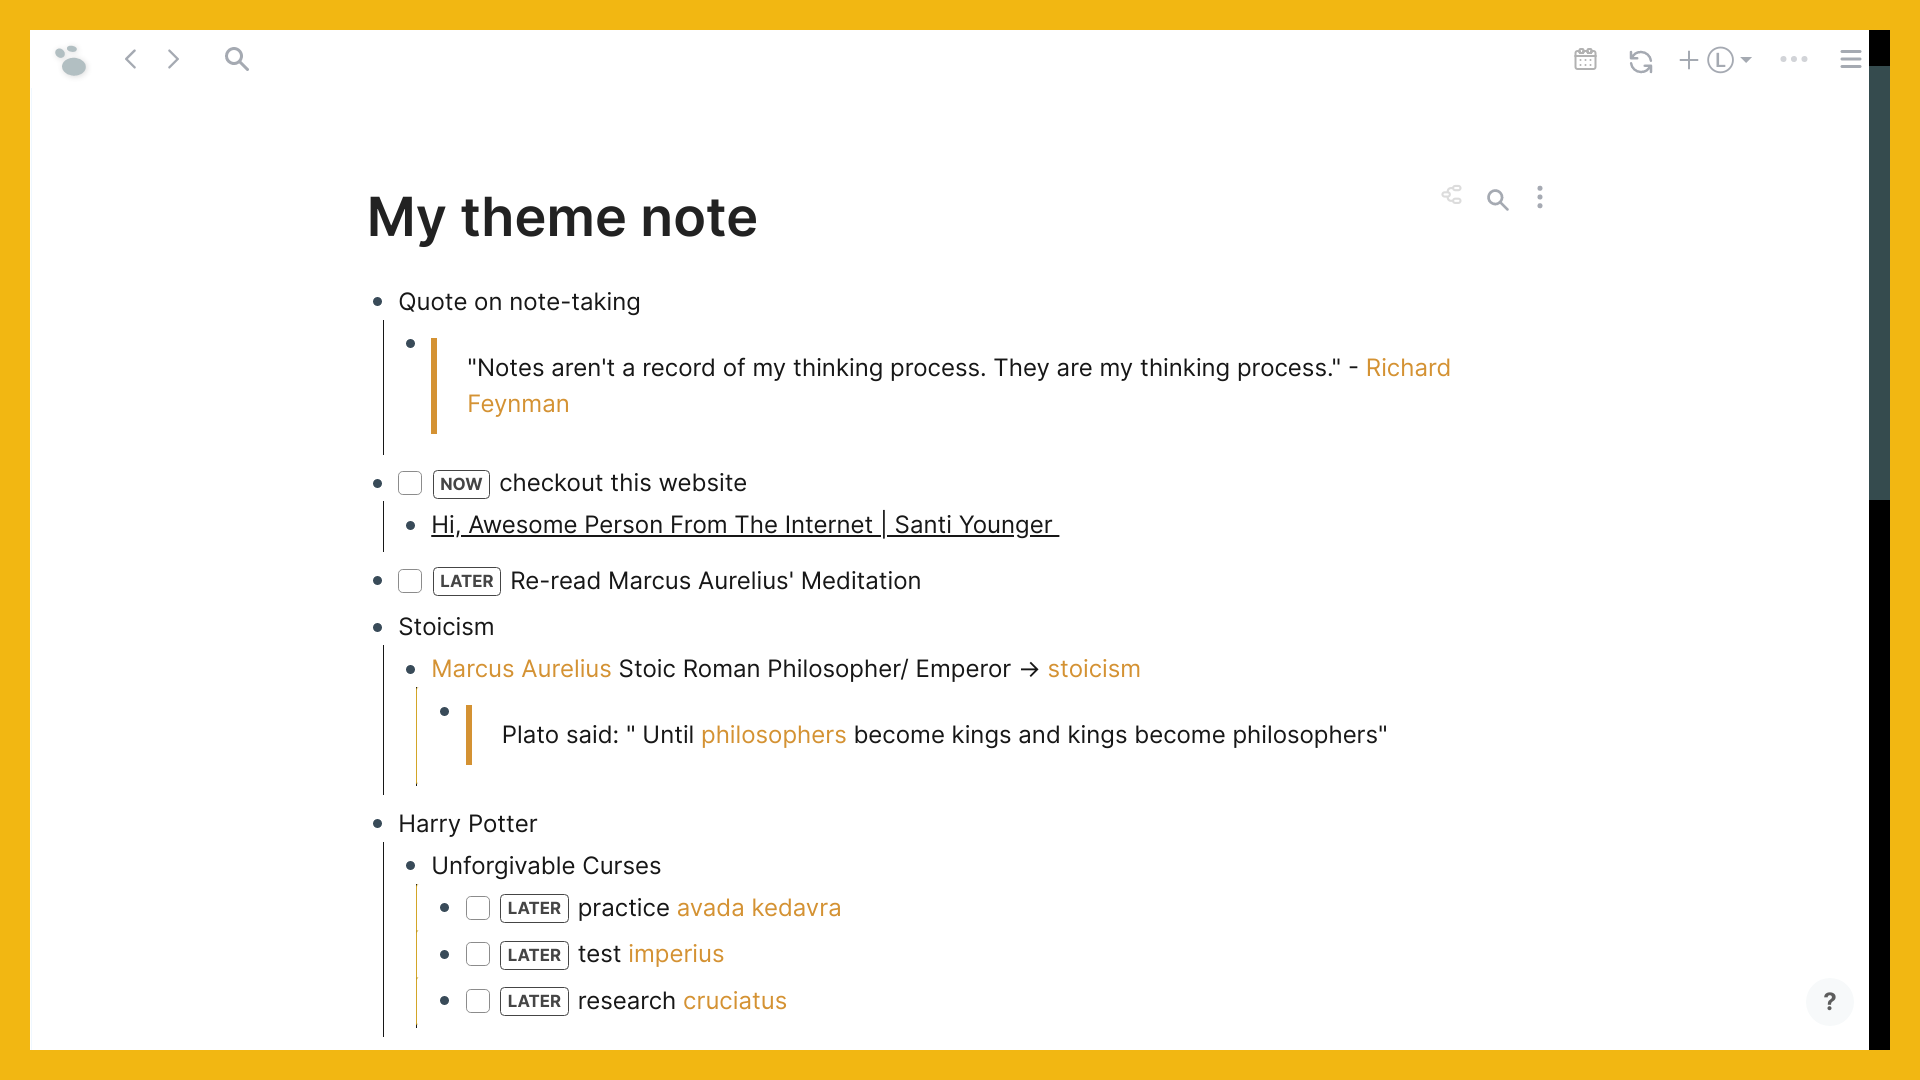 L
My theme note
Quote on note-taking
"Notes aren't a record of my thinking process. They are my thinking process." - Richard
Feynman
NOW checkout this website
Hi, Awesome Person From The Internet | Santi Younger
LATER Re-read Marcus Aurelius' Meditation
Stoicism
Marcus Aurelius Stoic Roman Philosopher/ Emperor → stoicism
Plato said: " Until philosophers become kings and kings become philosophers"
Harry Potter
Unforgivable Curses
LATER practice avada kedavra
LATER test imperius
LATER research cruciatus
?